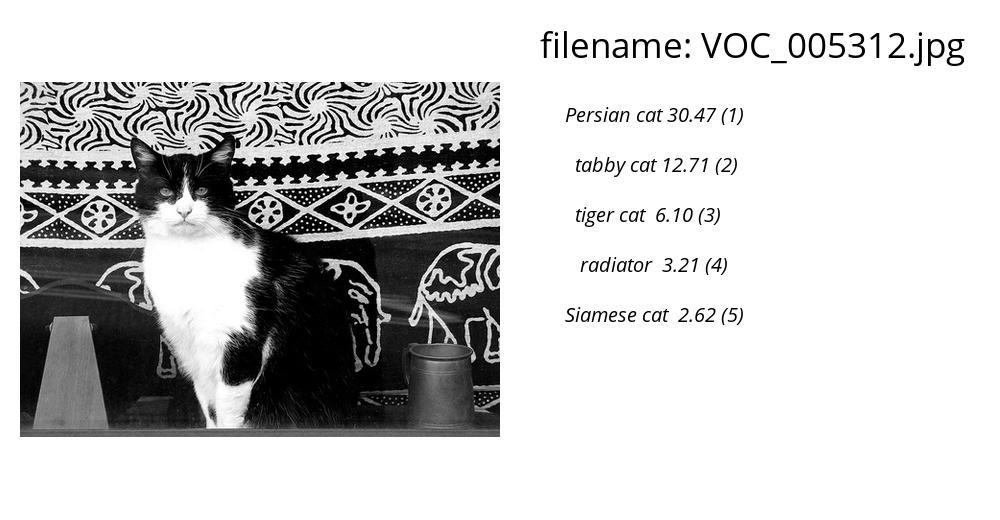 filename: VOC_005312.jpg
Persian cat 30.47 (1)
tabby cat 12.71 (2)
tiger cat 6.10 (3)
radiator 3.21 (4)
Siamese cat 2.62 (5)